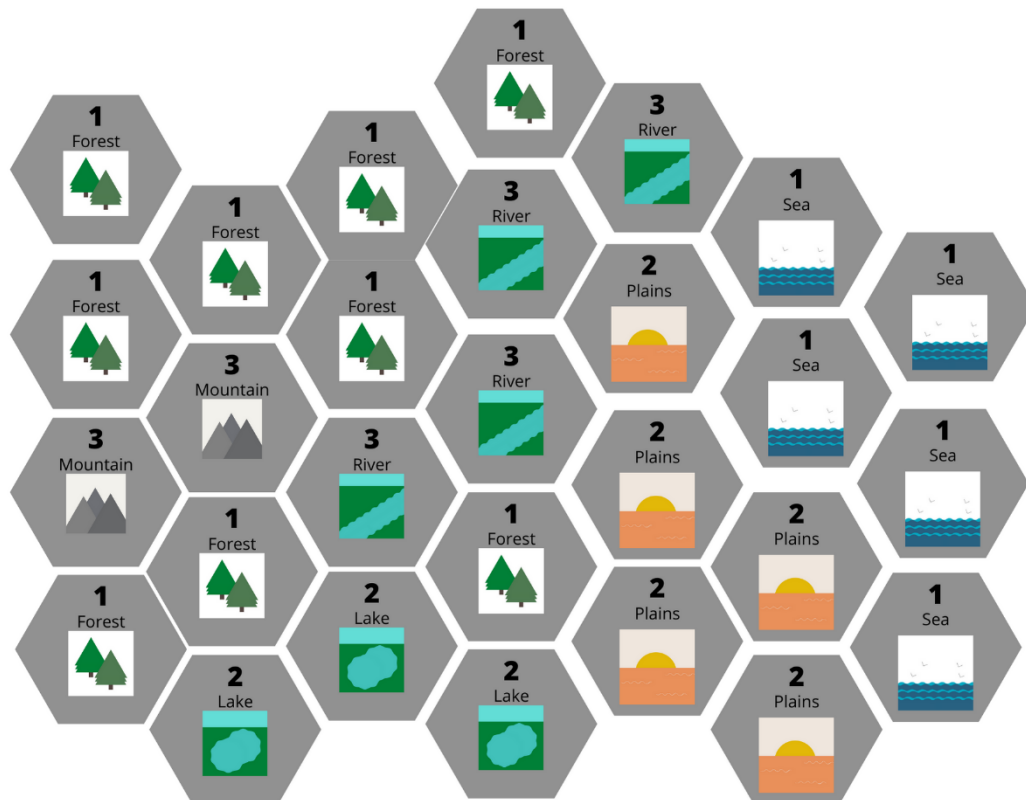 1
Forest
1
Forest
3
Mountain
1
Forest
1
Forest
3
Mountain
1
Forest
2
Lake
1
Forest
1
Forest
3
River
2
Lake
1
Forest
3
River
3
River
1
Forest
2
Lake
3
River
2
Plains
2
Plains
2
Plains
1
Sea
1
Sea
2
Plains
2
Plains
1
Sea
1
Sea
1
Sea